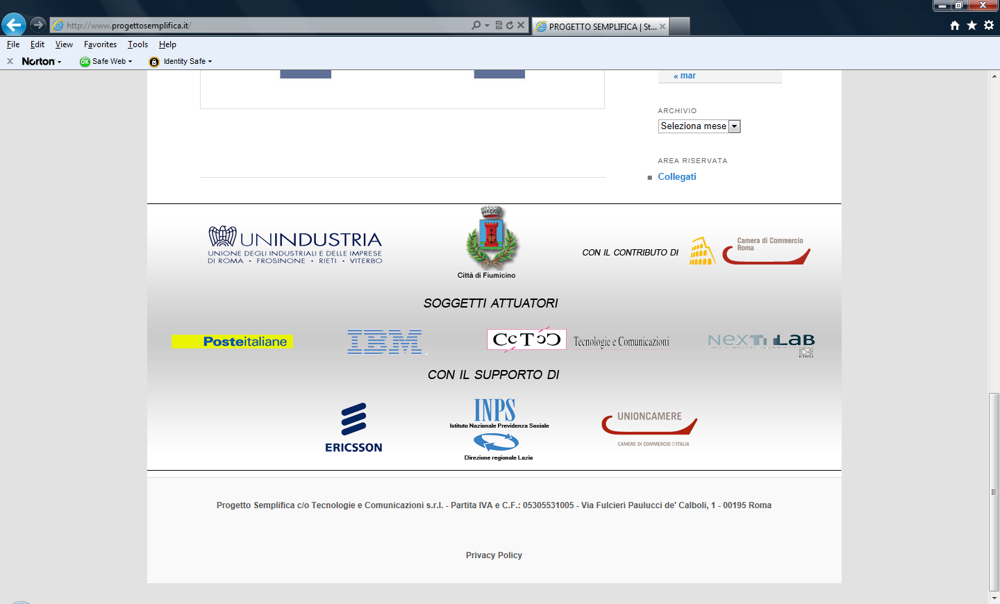 http://www.progettosemplifica.it/
PROGETTO SEMPLIFICA | St...
File Edit View Favorites Tools Help
x Norton Safe Web Identity Safe
OK
« mar
ARCHIVIO
Seleziona mese
AREA RISERVATA
Collegati
UNINDUSTRIA
UNIONE DEGLI INDUSTRIALI E DELLE IMPRESE
DI ROMA • FROSINONE • RIETI • VITERBO
Città di Fiumicino
CON IL CONTRIBUTO DI
Camera di Commercio
Roma
SOGGETTI ATTUATORI
Posteitaliane
IBM
Tecnologie e Comunicazioni
NEXT LAB
CON IL SUPPORTO DI
ERICSSON
INPS
Istituto Nazionale Previdenza Sociale
Direzione regionale Lazio
UNIONCAMERE
CAMERE DI COMMERCIO D'ITALIA
Progetto Semplifica c/o Tecnologie e Comunicazioni s.r.l. - Partita IVA e C.F.: 05305531005 - Via Fulcieri Paulucci de' Calboli, 1 - 00195 Roma
Privacy Policy